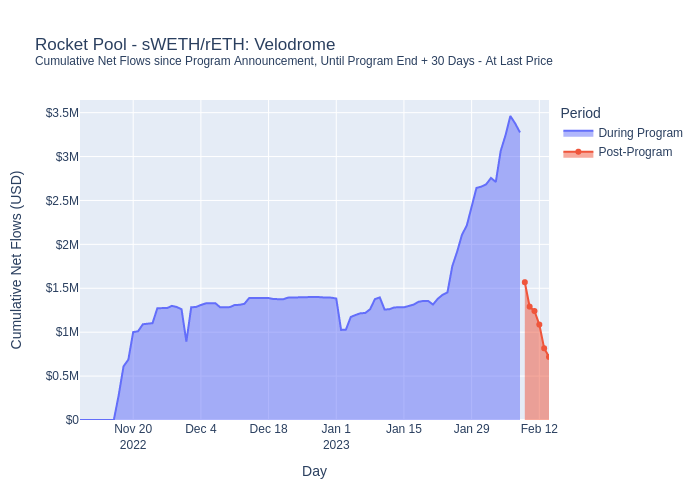 Rocket Pool - sWETH/rETH: Velodrome
Cumulative Net Flows since Program Announcement, Until Program End + 30 Days - At Last Price
Period
During Program
Post-Program
Cumulative Net Flows (USD)
$3.5M
$3M
$2.5M
$2M
$1.5M
$1M
$0.5M
$0
Nov 20
2022
Dec 4
Dec 18
Jan 1
2023
Jan 15
Jan 29
Feb 12
Day